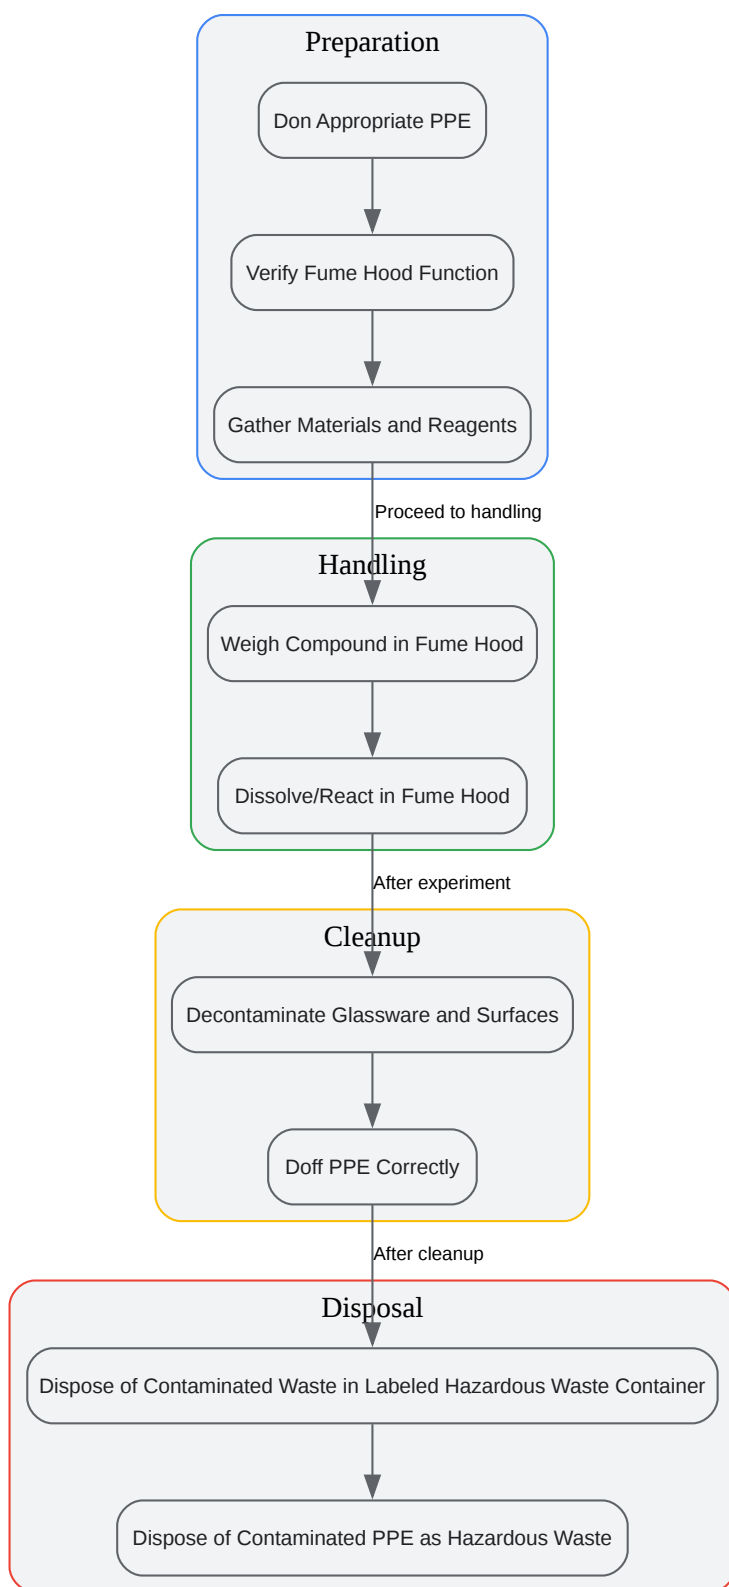 Preparation
Don Appropriate PPE
Verify Fume Hood Function
Gather Materials and Reagents
Proceed to handling
Handling
Weigh Compound in Fume Hood
Dissolve/React in Fume Hood
After experiment
Cleanup
Decontaminate Glassware and Surfaces
Doff PPE Correctly
After cleanup
Disposal
Dispose of Contaminated Waste in Labeled Hazardous Waste Container
Dispose of Contaminated PPE as Hazardous Waste